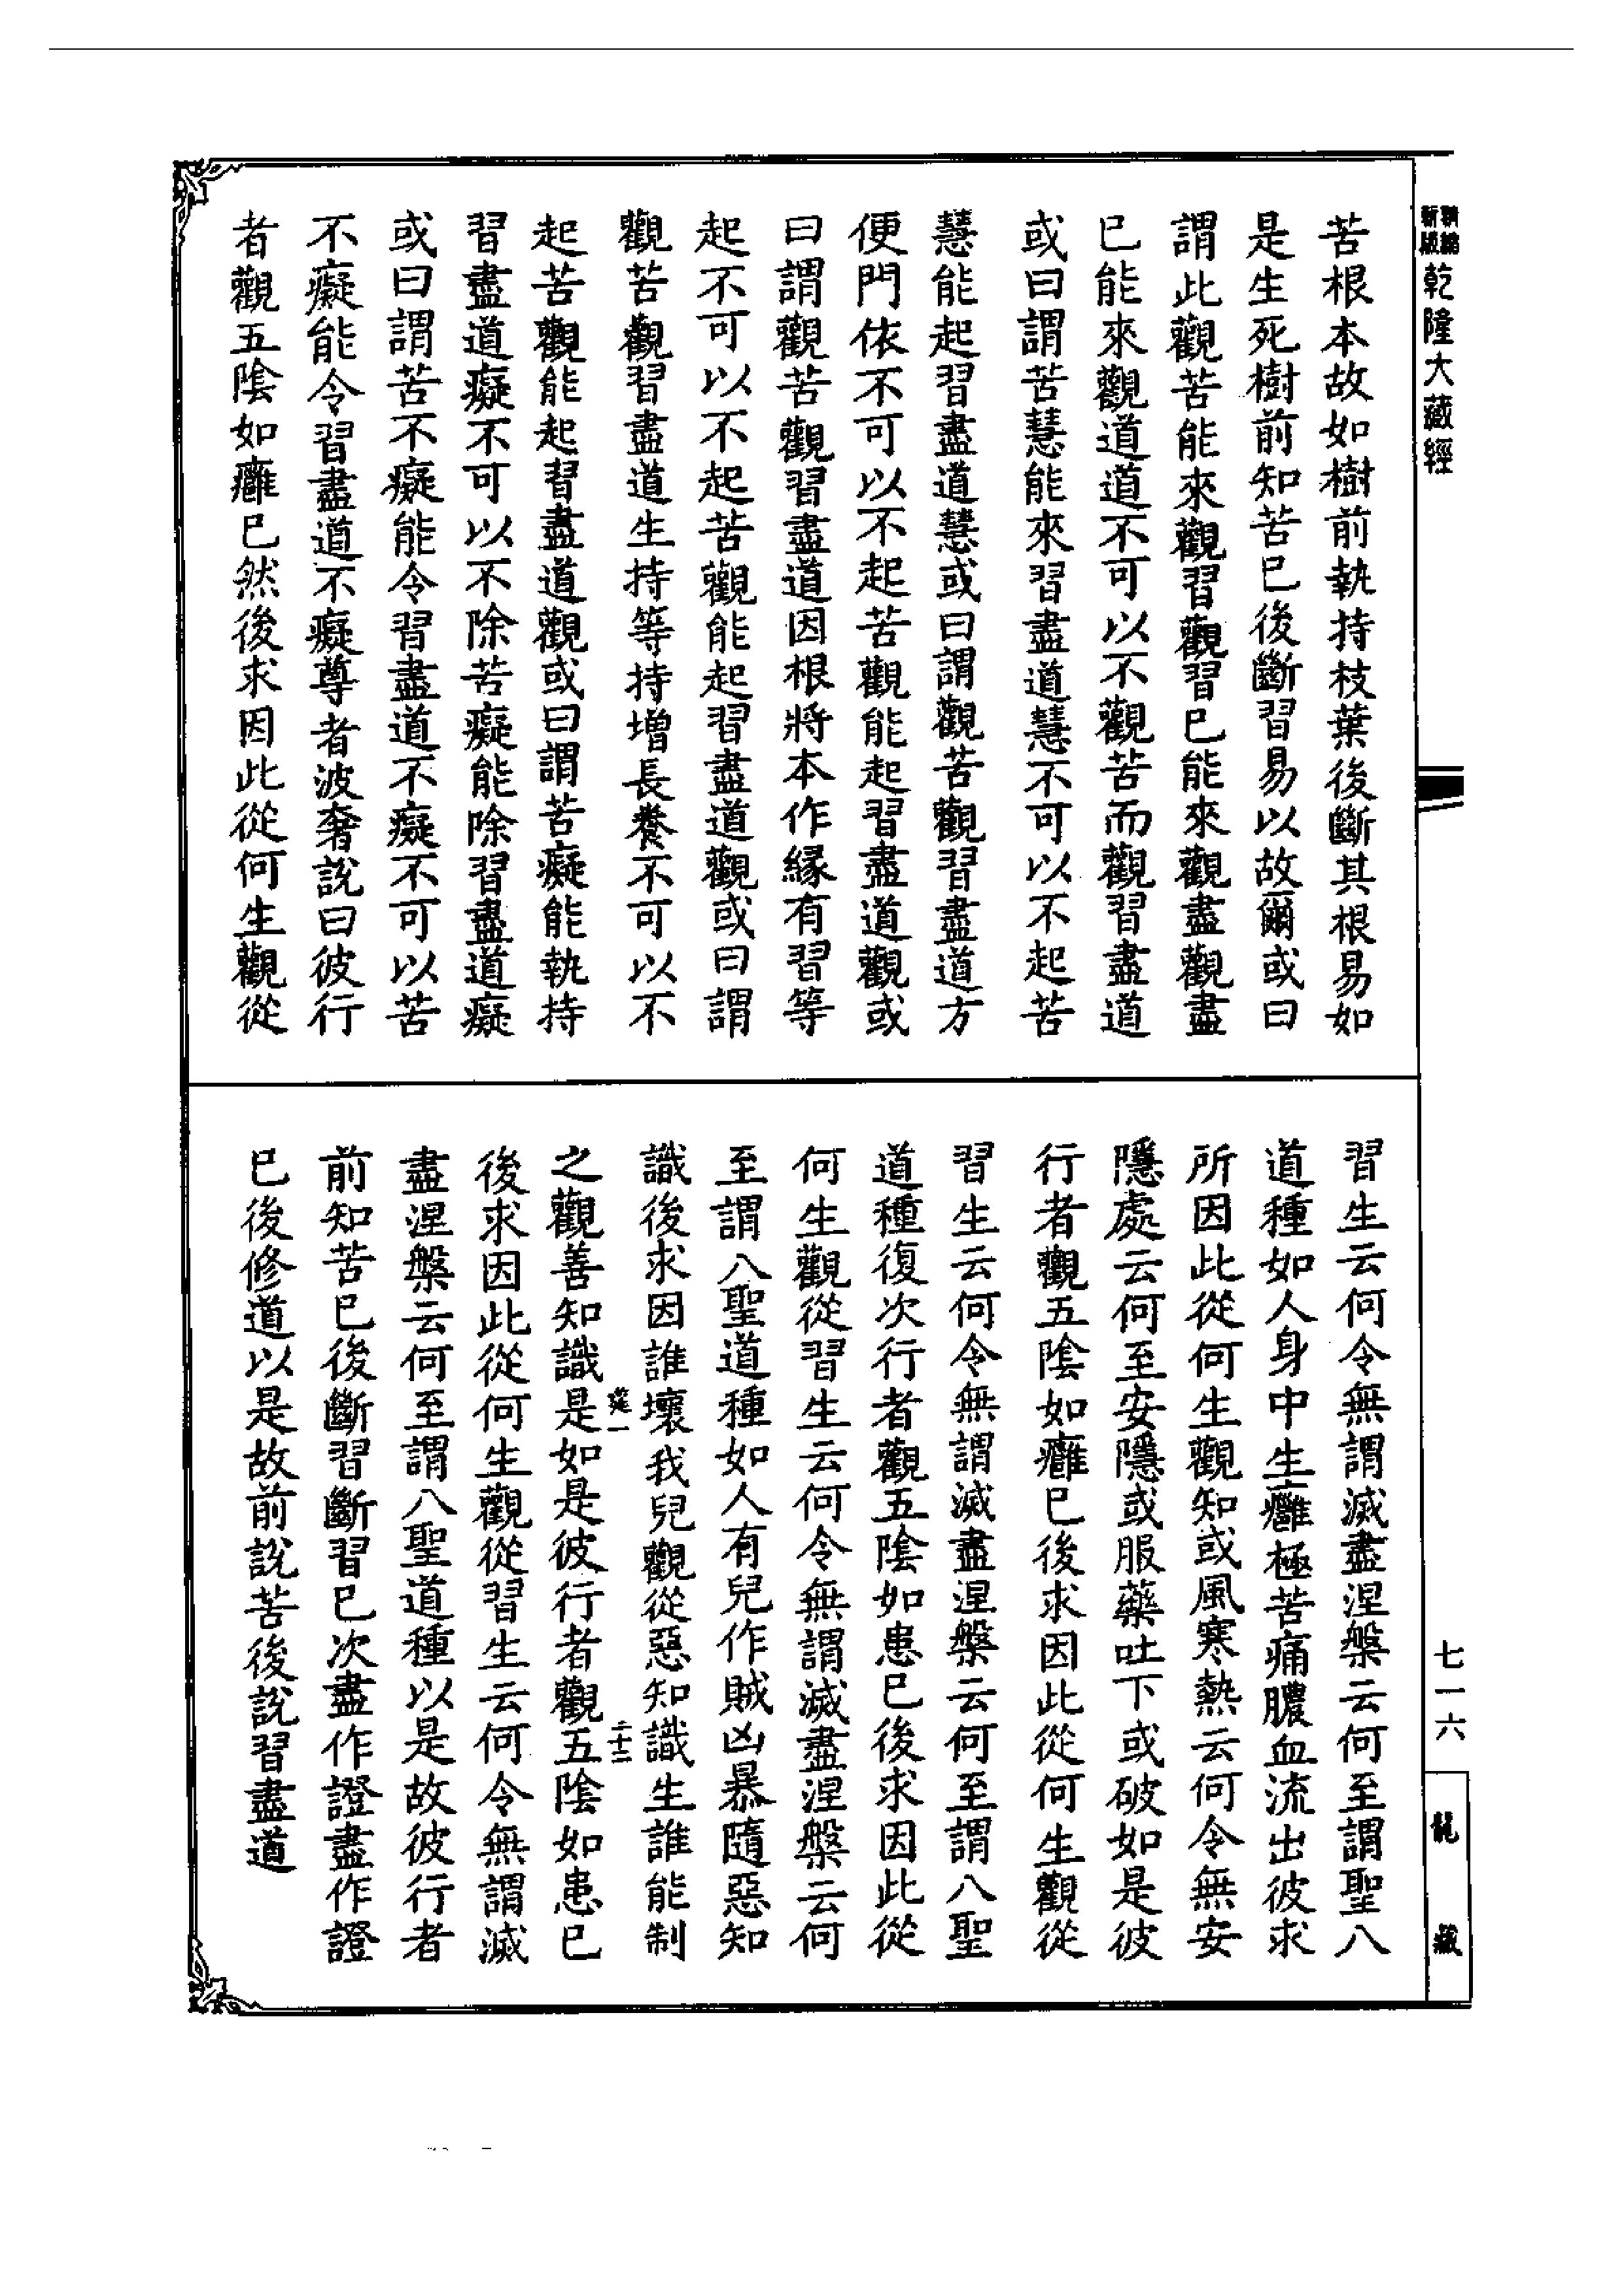 精編
新版
乾隆大藏經
苦根本故如樹前執持枝葉後斷其根易如
是生死樹前知苦已後斷習易以故爾或曰
謂此觀苦能來觀習觀習已能來觀盡觀盡
已能來觀道道不可以不觀苦而觀習盡道
或曰謂苦慧能來習盡道慧不可以不起苦
慧能起習盡道慧或曰謂觀苦觀習盡道方
便門依不可以不起苦觀能起習盡道觀或
曰謂觀苦觀習盡道因根將本作緣有習等
起不可以不起苦觀能起習盡道觀或曰謂
觀苦觀習盡道生持等持增長養不可以不
起苦觀能起習盡道觀或曰謂苦癡能執持
習盡道癡不可以不除苦癡能除習盡道癡
或曰謂苦不癡能令習盡道不癡不可以苦
不癡能令習盡道不癡尊者波奢說曰彼行
者觀五陰如癰已然後求因此從何生觀從
習生云何令無謂滅盡涅槃云何至謂聖八
道種如人身中生癰極苦痛膿血流出彼求
所因此從何生觀知或風寒熱云何令無安
隱處云何至安隱或服藥吐下或破如是彼
行者觀五陰如癰已後求因此從何生觀從
習生云何令無謂滅盡涅槃云何至謂八聖
道種復次行者觀五陰如患已後求因此從
何生觀從習生云何令無謂滅盡涅槃云何
至謂八聖道種如人有兒作賊凶暴隨惡知
識後求因誰壞我兒觀從惡知識生誰能制
之觀善知識是如是彼行者觀五陰如患已
後求因此從何生觀從習生云何令無謂滅
盡涅槃云何至謂八聖道種以是故彼行者
前知苦已後斷習斷習已次盡作證盡作證
已後修道以是故前說苦後說習盡道
七一六
龍藏